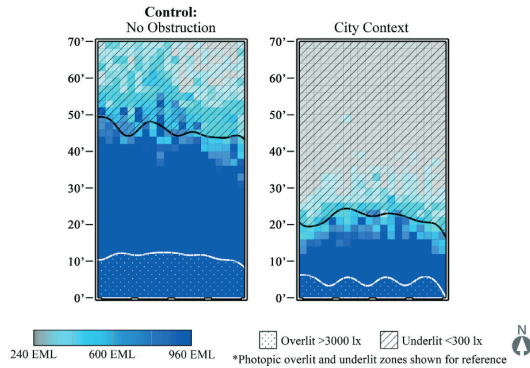 Control:
No Obstruction
City Context
70'
60'
50'
40'
30'
20'
10'
0'
70'
60'
50'
40'
30'
20'
10'
0'
240 EML
600 EML
960 EML
Overlit >3000 lx
Underlit <300 lx
*Photopic overlit and underlit zones shown for reference
N